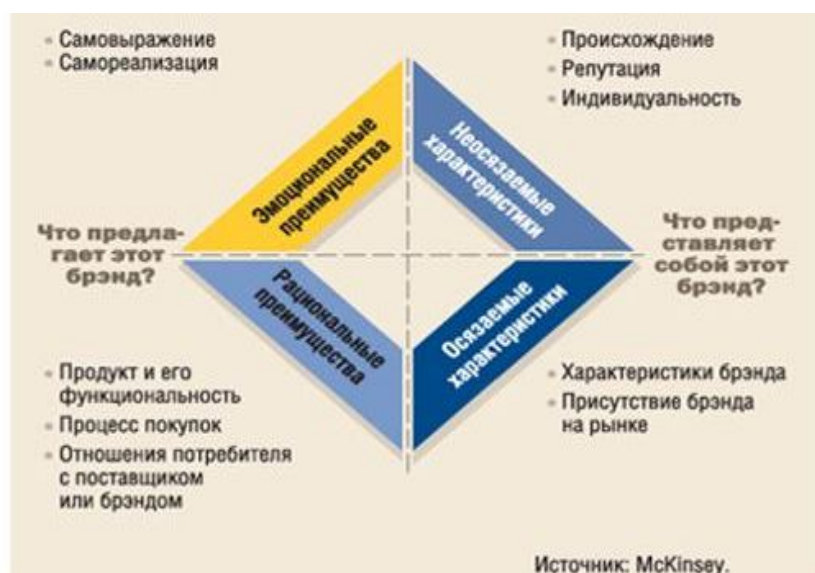 Самовыражение
Самореализация
Происхождение
Репутация
Индивидуальность
Эмоциональные
преимущества
Неосязаемые
характеристики
Что предла-
гает этот
брэнд?
Что пред-
ставляет
собой этот
брэнд?
Рациональные
преимущества
Осязаемые
характеристики
Продукт и его
функциональность
Процесс покупок
Отношения потребителя
с поставщиком
или брэндом
Характеристики брэнда
Присутствие брэнда
на рынке
Источник: McKinsey.